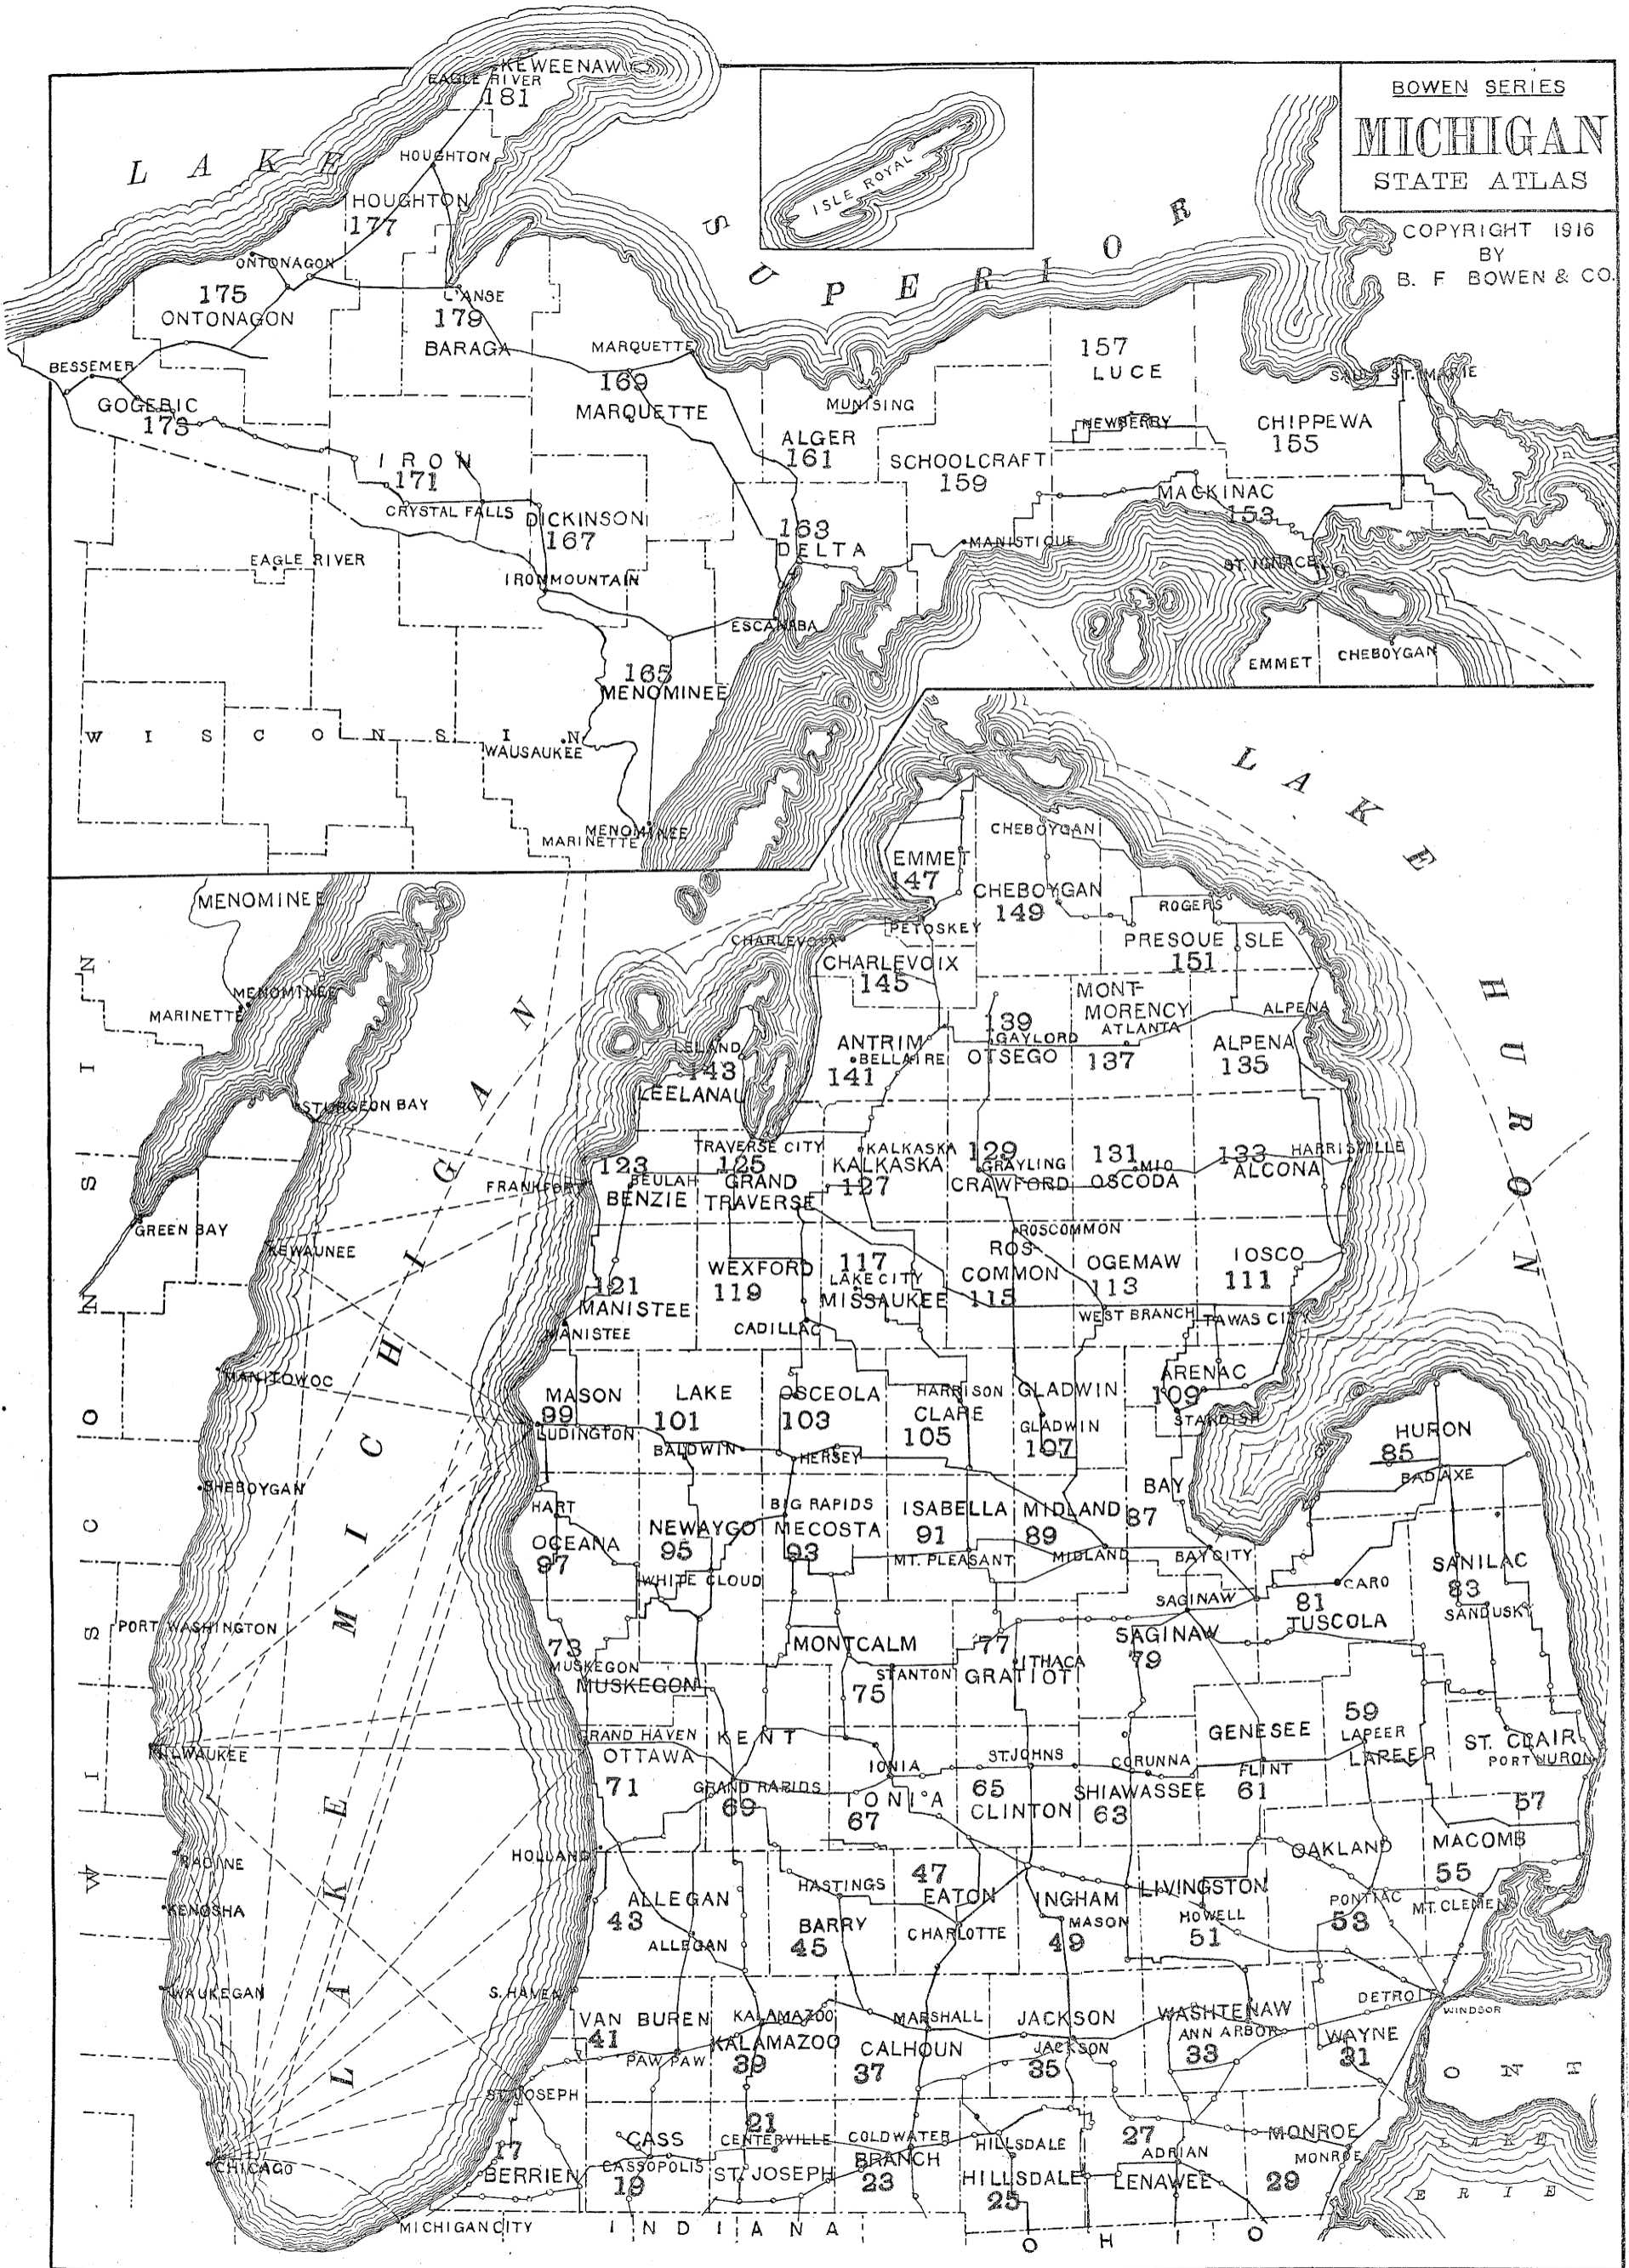 BOWEN SERIES
MICHIGAN
STATE ATLAS
COPYRIGHT 1916
BY
B. F BOWEN & CO.
LAKE
SUPERIOR
ISLE ROYAL
KEWEENAW
EAGLE RIVER
181
HOUGHTON
HOUGHTON
177
ONTONAGON
175
ONTONAGON
L'ANSE
179
BARAGA
BESSEMER
GOGEBIC
173
MARQUETTE
169
MARQUETTE
MUNISING
ALGER
161
157
LUCE
NEWBERRY
SAULT ST. MARIE
CHIPPEWA
155
SCHOOLCRAFT
159
MACKINAC
153
IRON
171
CRYSTAL FALLS
DICKINSON
167
163
DELTA
MANISTIQUE
ST. IGNACE
EAGLE RIVER
IRONMOUNTAIN
ESCANABA
EMMET
CHEBOYGAN
165
MENOMINEE
WISCONSIN
WAUSAUKEE
MENOMINEE
MARINETTE
LAKE
HURON
CHEBOYGAN
EMMET
147
CHEBOYGAN
149
ROGERS
PETOSKEY
PRESQUE ISLE
151
CHARLEVOIX
CHARLEVOIX
145
MENOMINEE
MENOMINEE
MARINETTE
MONT-
MORENCY
ATLANTA
137
ALPENA
ALPENA
135
139
GAYLORD
OTSEGO
ANTRIM
BELLAIRE
141
LELAND
143
LEELANAU
STURGEON BAY
TRAVERSE CITY
125
GRAND
TRAVERSE
KALKASKA
KALKASKA
127
129
GRAYLING
CRAWFORD
131
MIO
OSCODA
133
HARRISVILLE
ALCONA
123
BEULAH
BENZIE
FRANKFORT
GREEN BAY
KEWAUNEE
ROSCOMMON
ROS-
COMMON
115
OGEMAW
113
IOSCO
111
WEXFORD
119
117
LAKE CITY
MISSAUKEE
121
MANISTEE
MANISTEE
CADILLAC
WEST BRANCH
TAWAS CITY
MANITOWOC
MASON
99
LUDINGTON
LAKE
101
BALDWIN
OSCEOLA
103
HERSEY
HARRISON
CLARE
105
GLADWIN
GLADWIN
107
ARENAC
109
STANDISH
HURON
85
BAD AXE
SHEBOYGAN
HART
OCEANA
97
NEWAYGO
95
WHITE CLOUD
BIG RAPIDS
MECOSTA
93
ISABELLA
91
MT. PLEASANT
MIDLAND
89
MIDLAND
BAY
87
BAY CITY
SANILAC
83
SANDUSKY
CARO
81
TUSCOLA
SAGINAW
SAGINAW
79
PORT WASHINGTON
73
MUSKEGON
MUSKEGON
MONTCALM
STANTON
75
77
ITHACA
GRATIOT
GENESEE
FLINT
61
59
LAPEER
LAPEER
ST. CLAIR
PORT HURON
57
MILWAUKEE
GRAND HAVEN
OTTAWA
71
KENT
GRAND RAPIDS
69
IONIA
IONIA
67
ST. JOHNS
65
CLINTON
CORUNNA
SHIAWASSEE
63
RACINE
HOLLAND
OAKLAND
MACOMB
55
PONTIAC
53
MT. CLEMENS
KENOSHA
ALLEGAN
43
ALLEGAN
HASTINGS
BARRY
45
47
EATON
CHARLOTTE
INGHAM
MASON
49
LIVINGSTON
HOWELL
51
WAUKEGAN
S. HAVEN
VAN BUREN
41
PAW PAW
KALAMAZOO
KALAMAZOO
39
MARSHALL
CALHOUN
37
JACKSON
JACKSON
35
WASHTENAW
ANN ARBOR
33
DETROIT
WINDSOR
WAYNE
31
ONT
ST. JOSEPH
17
BERRIEN
CASS
CASSOPOLIS
19
21
CENTERVILLE
ST. JOSEPH
COLDWATER
BRANCH
23
HILLSDALE
HILLSDALE
25
27
ADRIAN
LENAWEE
MONROE
MONROE
29
LAKE
ERIE
CHICAGO
MICHIGAN CITY
LAKE MICHIGAN
WISCONSIN
INDIANA
OHIO